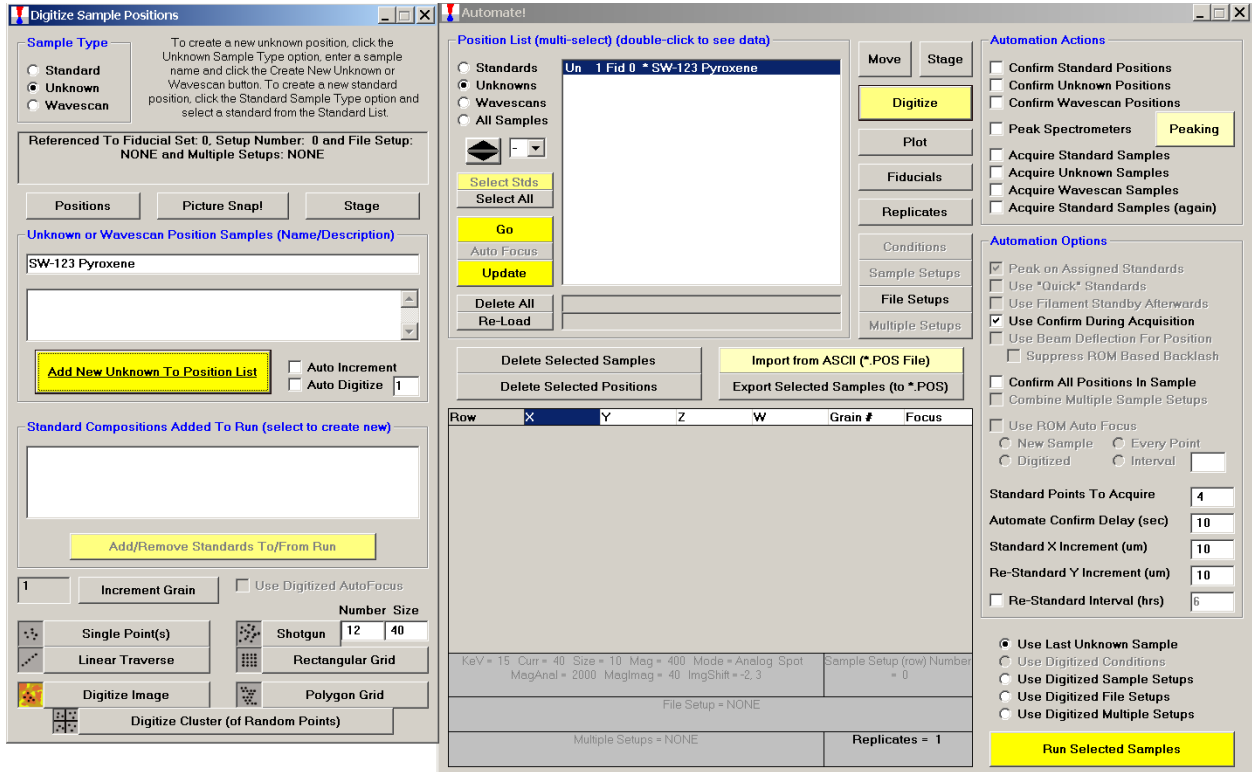 Digitize Sample Positions
Sample Type
Standard
Unknown
Wavescan
To create a new unknown position, click the
Unknown Sample Type option, enter a sample
name and click the Create New Unknown or
Wavescan button. To create a new standard
position, click the Standard Sample Type option and
select a standard from the Standard List.
Referenced To Fiducial Set: 0, Setup Number: 0 and File Setup:
NONE and Multiple Setups: NONE
Positions
Picture Snap!
Stage
Unknown or Wavescan Position Samples (Name/Description)
SW-123 Pyroxene
Add New Unknown To Position List
Auto Increment
Auto Digitize 1
Standard Compositions Added To Run (select to create new)
Add/Remove Standards To/From Run
1
Increment Grain
Use Digitized AutoFocus
Number Size
Single Point(s)
Shotgun 12 40
Linear Traverse
Rectangular Grid
Digitize Image
Polygon Grid
Digitize Cluster (of Random Points)
Automate!
Position List (multi-select) (double-click to see data)
Standards
Unknowns
Wavescans
All Samples
-
Select Stds
Select All
Go
Auto Focus
Update
Delete All
Re-Load
Un 1 Fid 0 * SW-123 Pyroxene
Move
Stage
Digitize
Plot
Fiducials
Replicates
Conditions
Sample Setups
File Setups
Multiple Setups
Delete Selected Samples
Import from ASCII (*.POS File)
Delete Selected Positions
Export Selected Samples (to *.POS)
Row X Y Z W Grain # Focus
KeV = 15 Curr = 40 Size = 10 Mag = 400 Mode = Analog Spot
MagAnal = 2000 MagImag = 40 ImgShift = -2, 3
Sample Setup (row) Number
= 0
File Setup = NONE
Multiple Setups = NONE
Replicates = 1
Automation Actions
Confirm Standard Positions
Confirm Unknown Positions
Confirm Wavescan Positions
Peak Spectrometers
Peaking
Acquire Standard Samples
Acquire Unknown Samples
Acquire Wavescan Samples
Acquire Standard Samples (again)
Automation Options
Peak on Assigned Standards
Use "Quick" Standards
Use Filament Standby Afterwards
Use Confirm During Acquisition
Use Beam Deflection For Position
Suppress ROM Based Backlash
Confirm All Positions In Sample
Combine Multiple Sample Setups
Use ROM Auto Focus
New Sample
Every Point
Digitized
Interval
Standard Points To Acquire 4
Automate Confirm Delay (sec) 10
Standard X Increment (um) 10
Re-Standard Y Increment (um) 10
Re-Standard Interval (hrs) 6
Use Last Unknown Sample
Use Digitized Conditions
Use Digitized Sample Setups
Use Digitized File Setups
Use Digitized Multiple Setups
Run Selected Samples